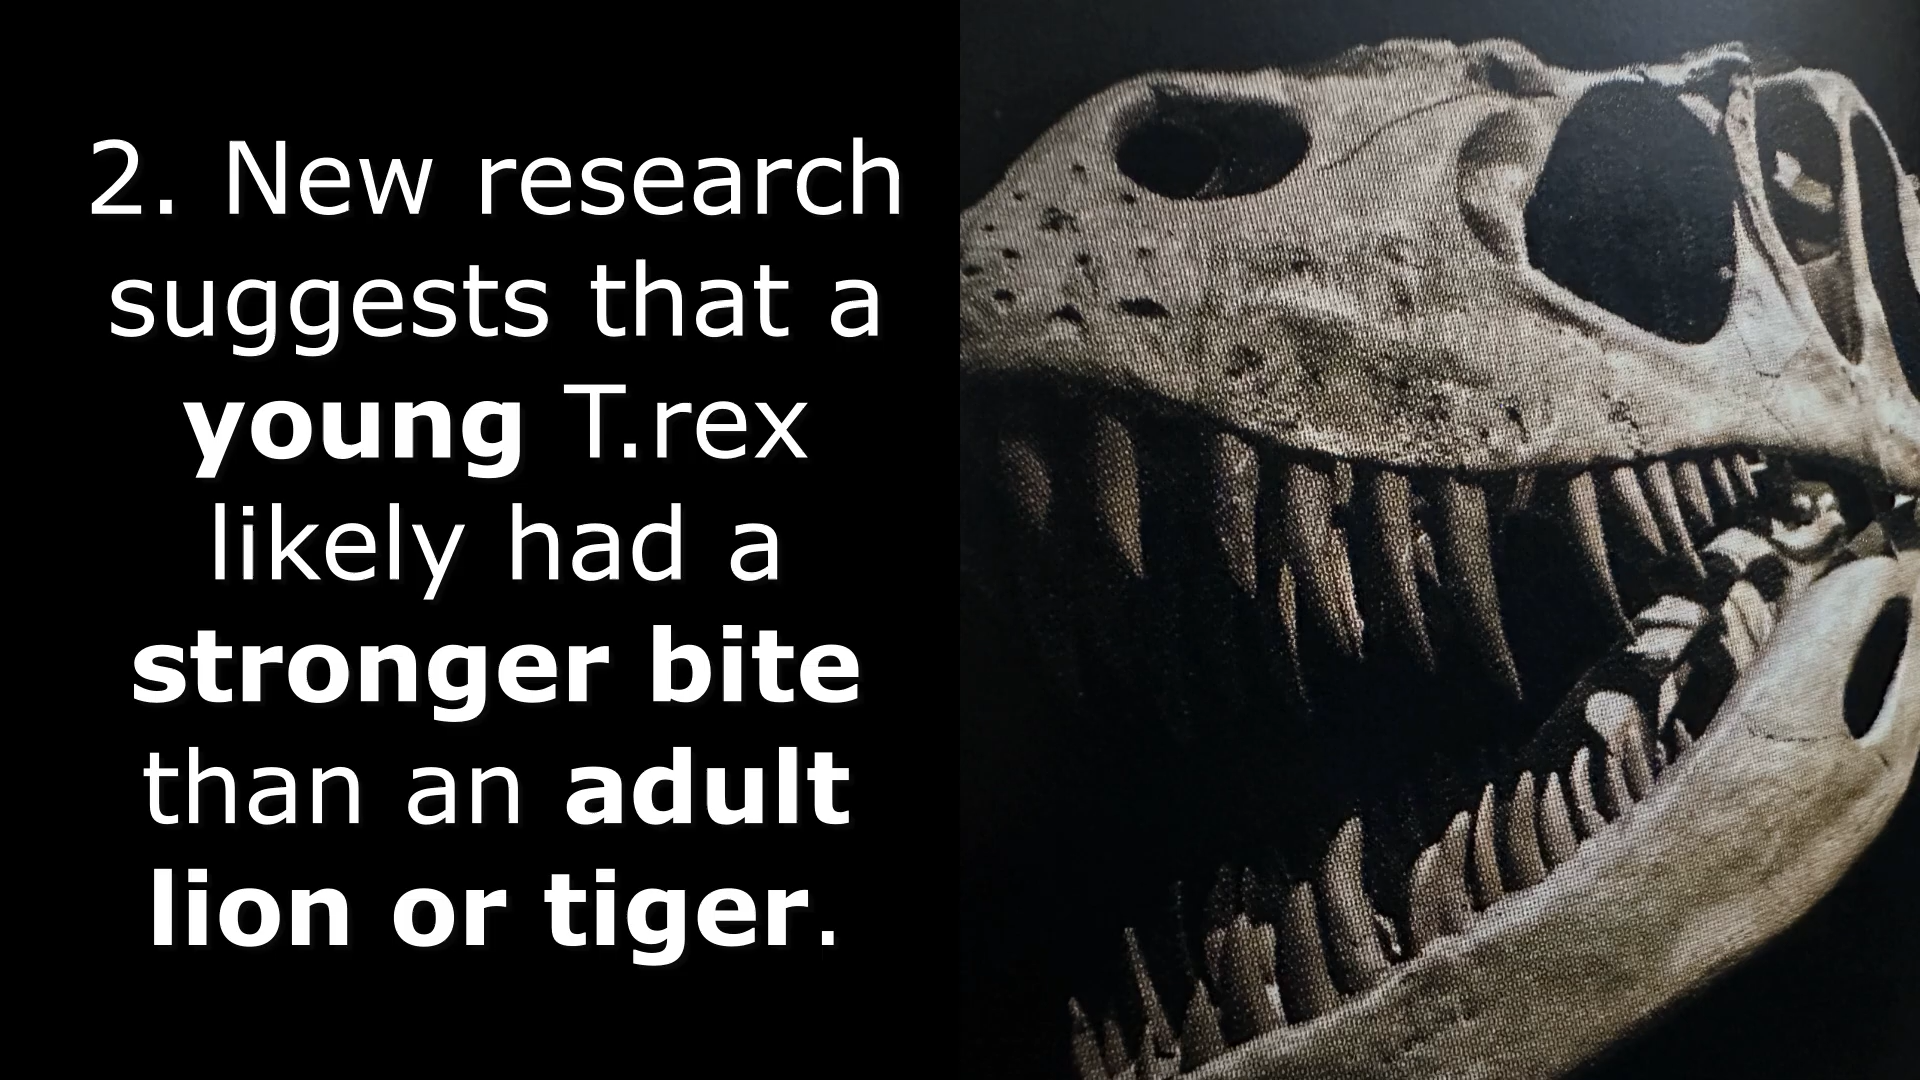 2. New research
suggests that a
young T.rex
likely had a
stronger bite
than an adult
lion or tiger.